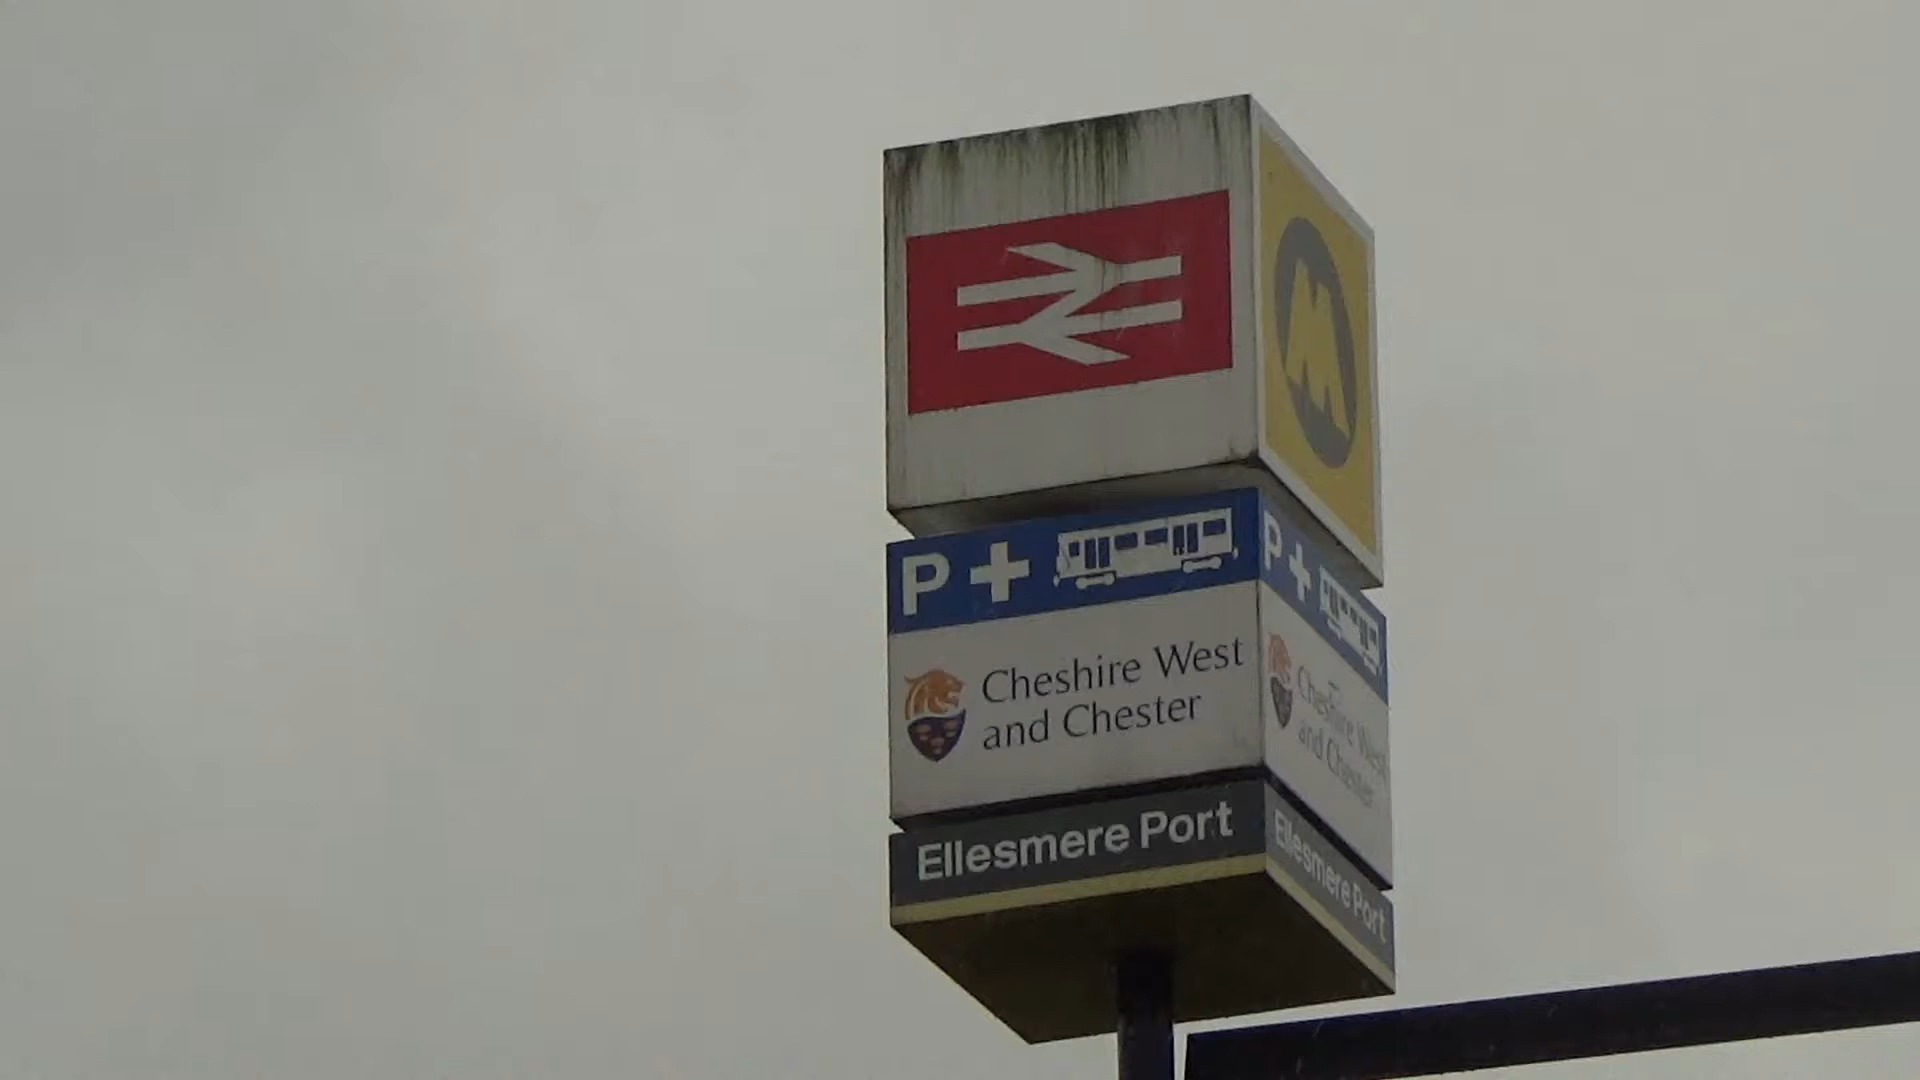 M
P +
P +
Cheshire West
and Chester
Cheshire West
and Chester
Ellesmere Port
Ellesmere Port